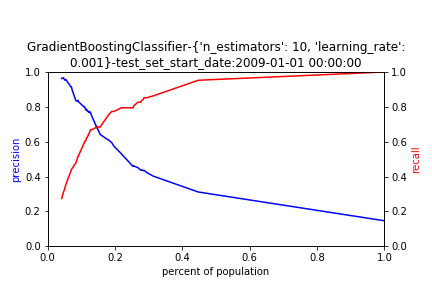 GradientBoostingClassifier-{'n_estimators': 10, 'learning_rate':
0.001}-test_set_start_date:2009-01-01 00:00:00
1.0
0.8
0.6
0.4
0.2
0.0
precision
1.0
0.8
0.6
0.4
0.2
0.0
recall
0.0 0.2 0.4 0.6 0.8 1.0
percent of population